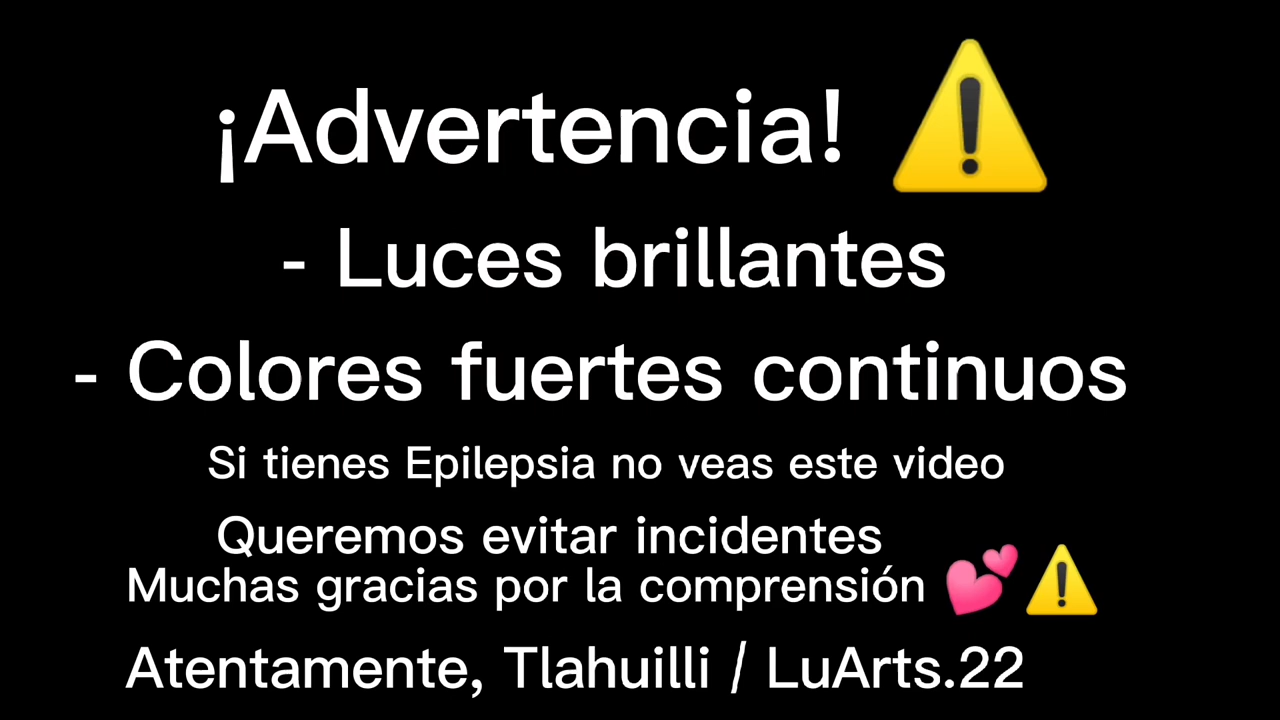 ¡Advertencia! ⚠️
- Luces brillantes
- Colores fuertes continuos
Si tienes Epilepsia no veas este video
Queremos evitar incidentes
Muchas gracias por la comprensión 💕⚠️
Atentamente, Tlahuilli / LuArts.22